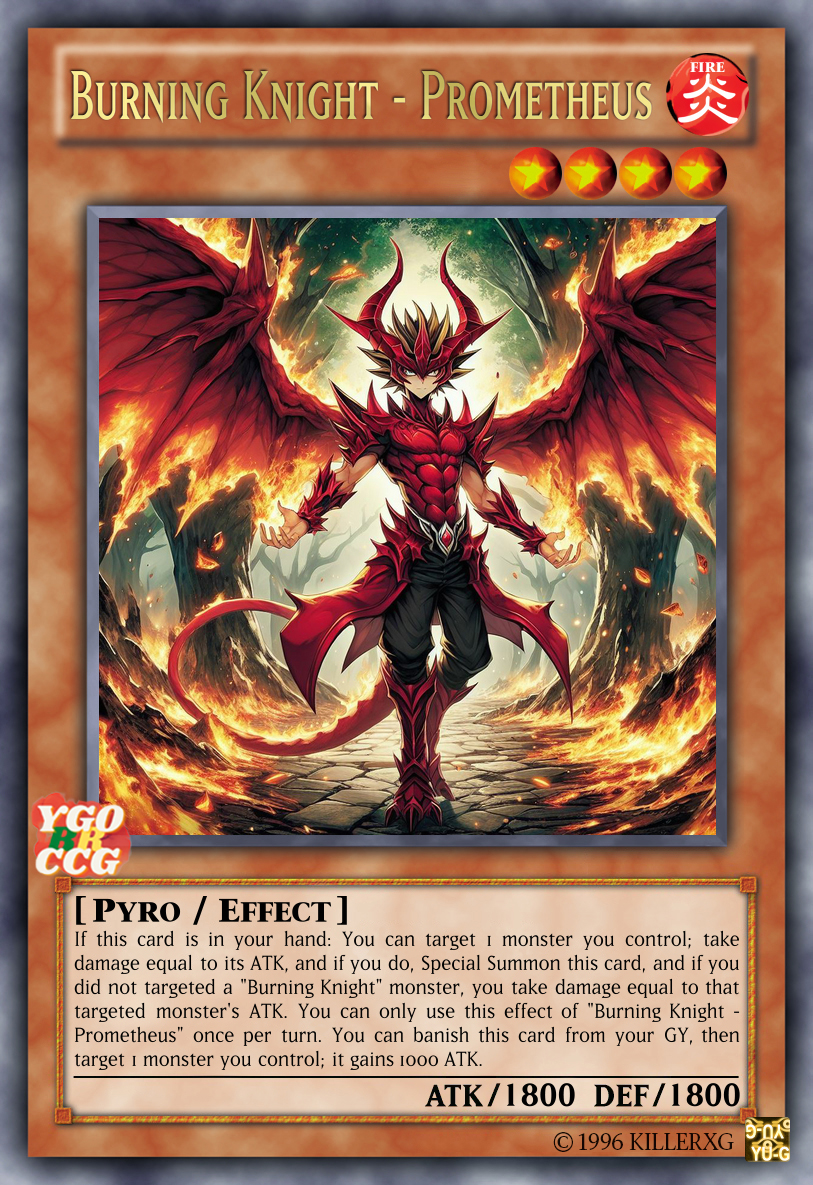 Burning Knight - Prometheus
FIRE
炎
YGO
BR
CCG
[ Pyro / Effect ]
If this card is in your hand: You can target 1 monster you control; take
damage equal to its ATK, and if you do, Special Summon this card, and if you
did not targeted a "Burning Knight" monster, you take damage equal to that
targeted monster's ATK. You can only use this effect of "Burning Knight -
Prometheus" once per turn. You can banish this card from your GY, then
target 1 monster you control; it gains 1000 ATK.
ATK/1800 DEF/1800
© 1996 KILLERXG
YU-G
YU-G